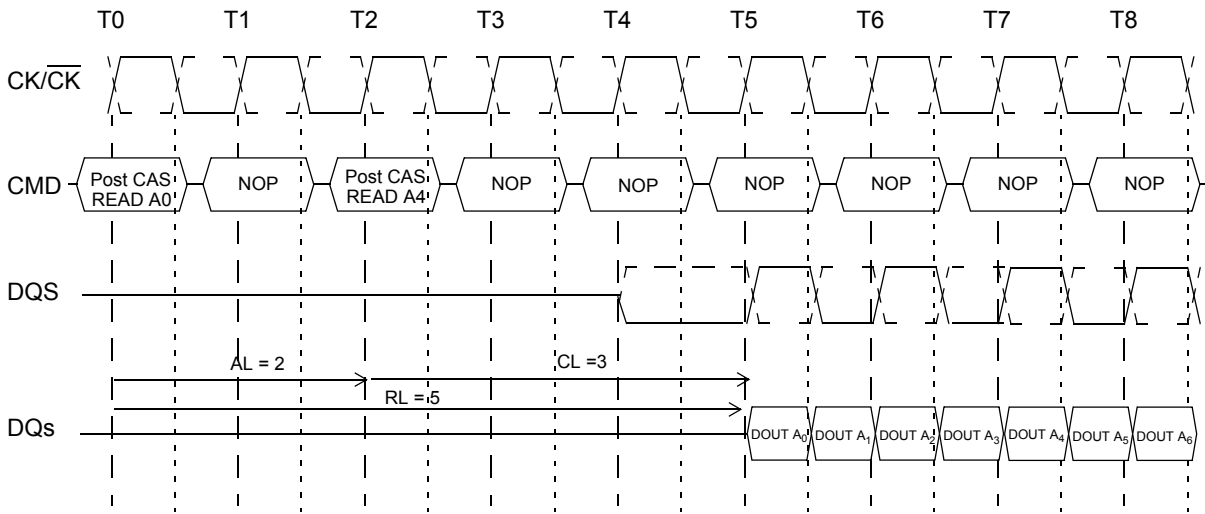 T0 T1 T2 T3 T4 T5 T6 T7 T8
CK/CK
CMD
Post CAS
READ A0
NOP
Post CAS
READ A4
NOP
NOP
NOP
NOP
NOP
NOP
DQS
AL = 2
CL =3
RL = 5
DQs
DOUT A0 DOUT A1 DOUT A2 DOUT A3 DOUT A4 DOUT A5 DOUT A6